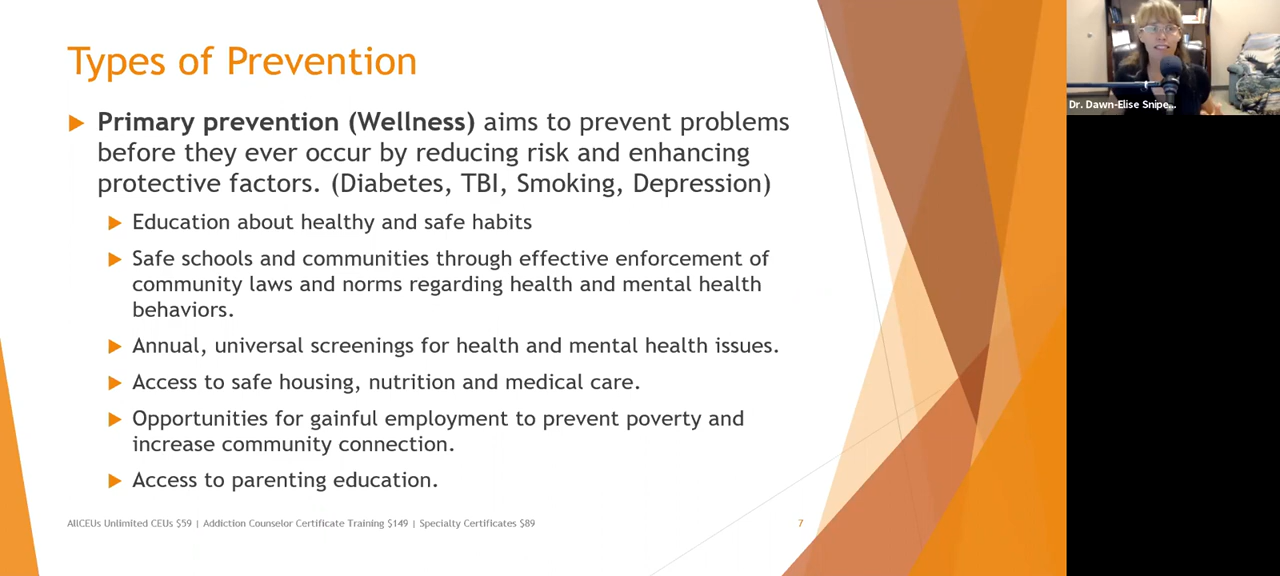 Types of Prevention
Primary prevention (Wellness) aims to prevent problems
before they ever occur by reducing risk and enhancing
protective factors. (Diabetes, TBI, Smoking, Depression)
Education about healthy and safe habits
Safe schools and communities through effective enforcement of
community laws and norms regarding health and mental health
behaviors.
Annual, universal screenings for health and mental health issues.
Access to safe housing, nutrition and medical care.
Opportunities for gainful employment to prevent poverty and
increase community connection.
Access to parenting education.
AllCEUs Unlimited CEUs $59 | Addiction Counselor Certificate Training $149 | Specialty Certificates $89
7
Dr. Dawn-Elise Snipe...